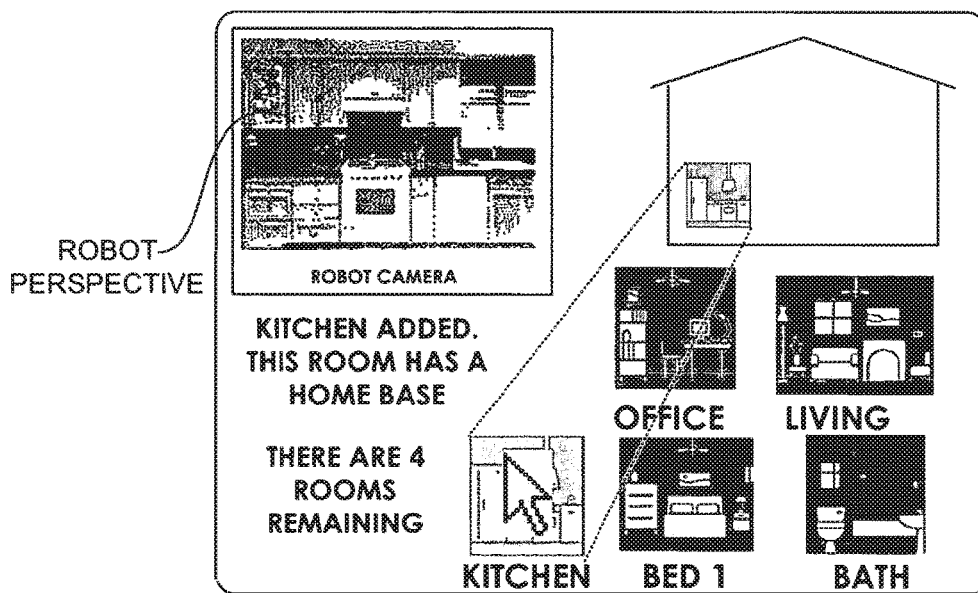 ROBOT
PERSPECTIVE
ROBOT CAMERA
KITCHEN ADDED.
THIS ROOM HAS A
HOME BASE
THERE ARE 4
ROOMS
REMAINING
OFFICE
LIVING
KITCHEN
BED 1
BATH